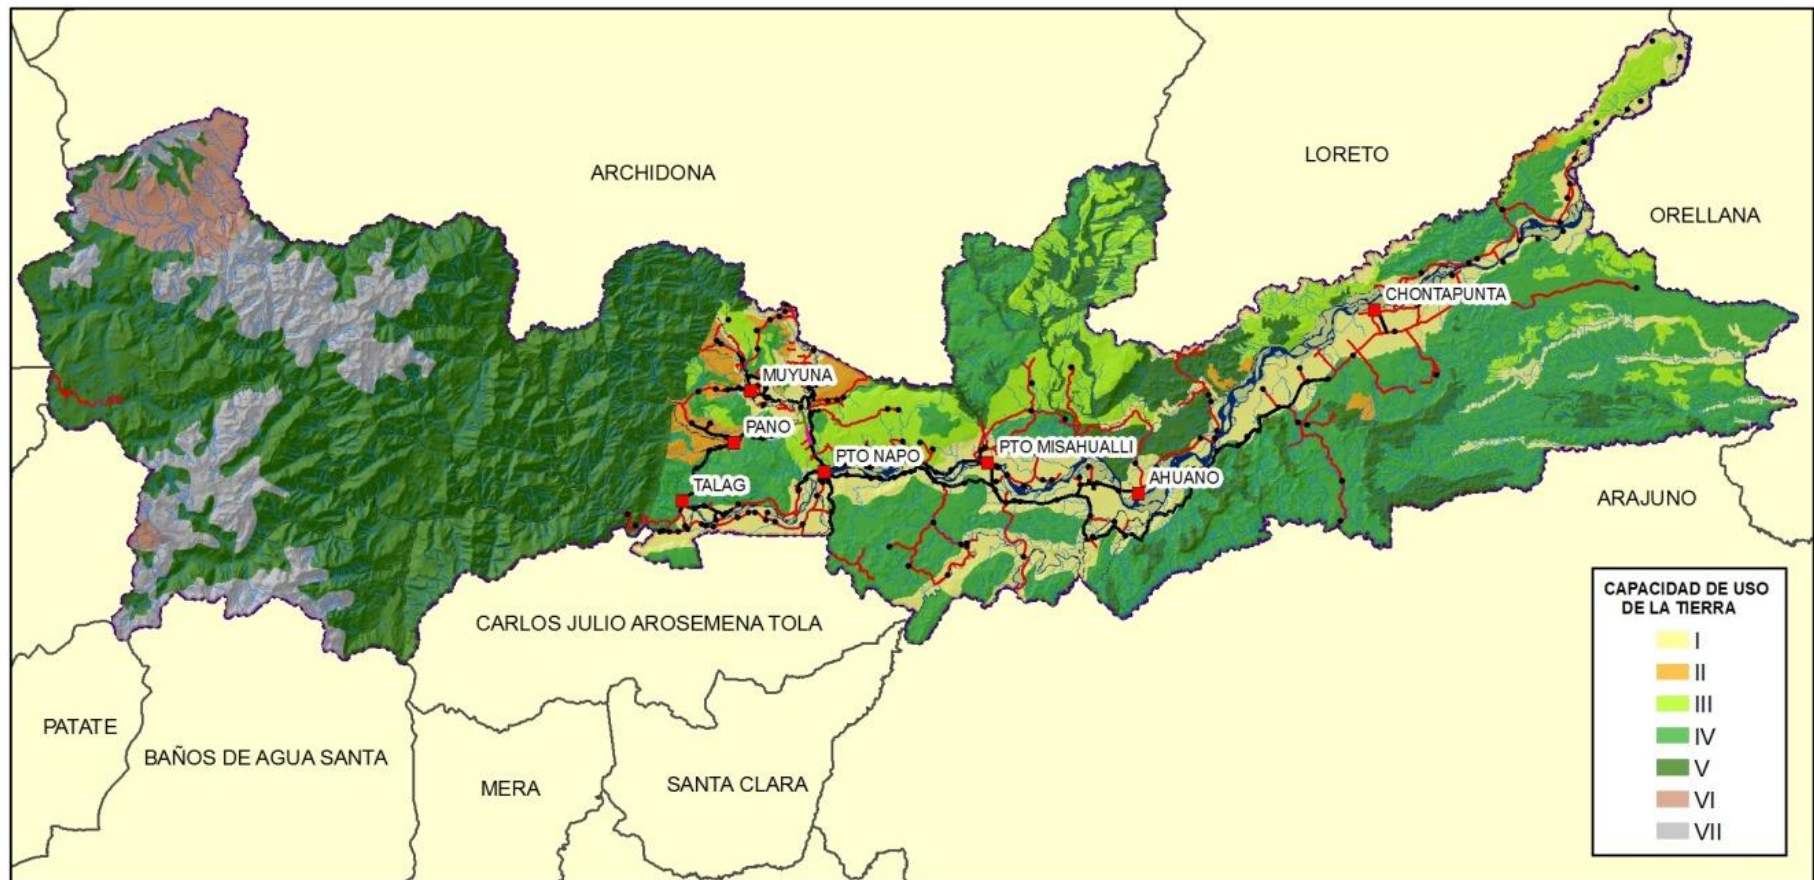 ARCHIDONA
LORETO
ORELLANA
CHONTAPUNTA
MUYUNA
PANO
PTO NAPO
PTO MISAHUALLI
TALAG
AHUANO
ARAJUNO
CARLOS JULIO AROSEMENA TOLA
PATATE
BAÑOS DE AGUA SANTA
MERA
SANTA CLARA
CAPACIDAD DE USO
DE LA TIERRA
I
II
III
IV
V
VI
VII